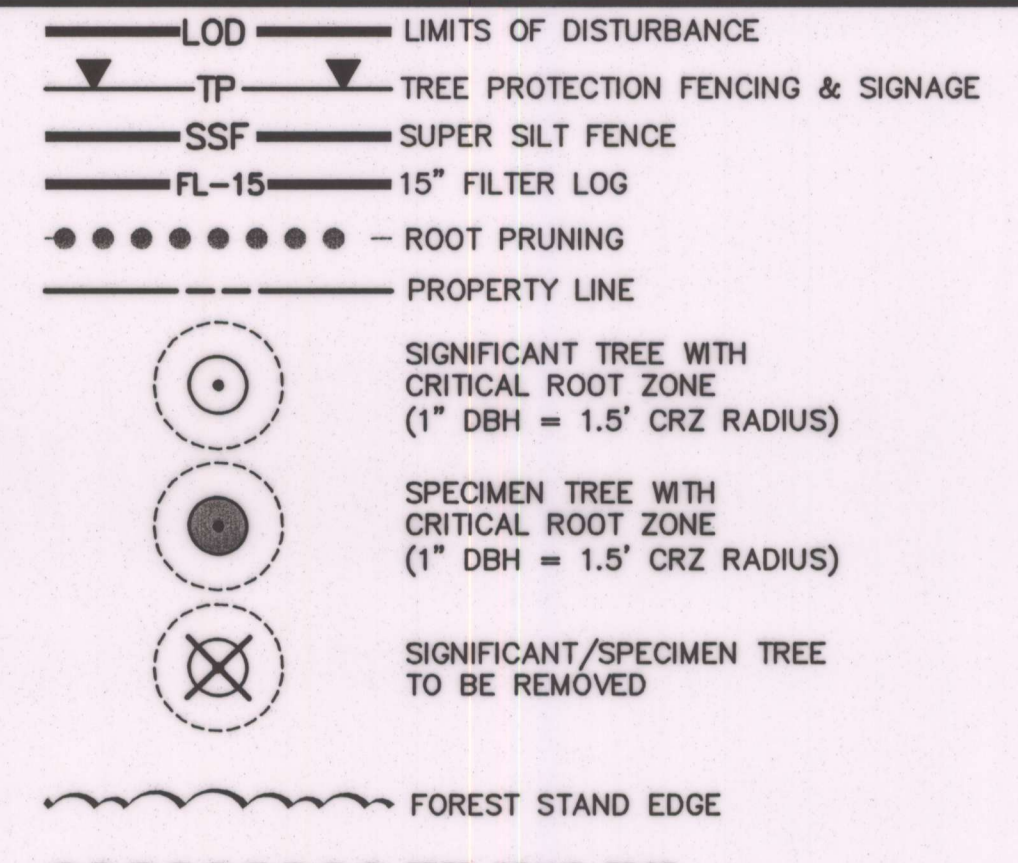 LOD LIMITS OF DISTURBANCE
TP TREE PROTECTION FENCING & SIGNAGE
SSF SUPER SILT FENCE
FL-15 15" FILTER LOG
ROOT PRUNING
PROPERTY LINE
SIGNIFICANT TREE WITH
CRITICAL ROOT ZONE
(1" DBH = 1.5' CRZ RADIUS)
SPECIMEN TREE WITH
CRITICAL ROOT ZONE
(1" DBH = 1.5' CRZ RADIUS)
SIGNIFICANT/SPECIMEN TREE
TO BE REMOVED
FOREST STAND EDGE